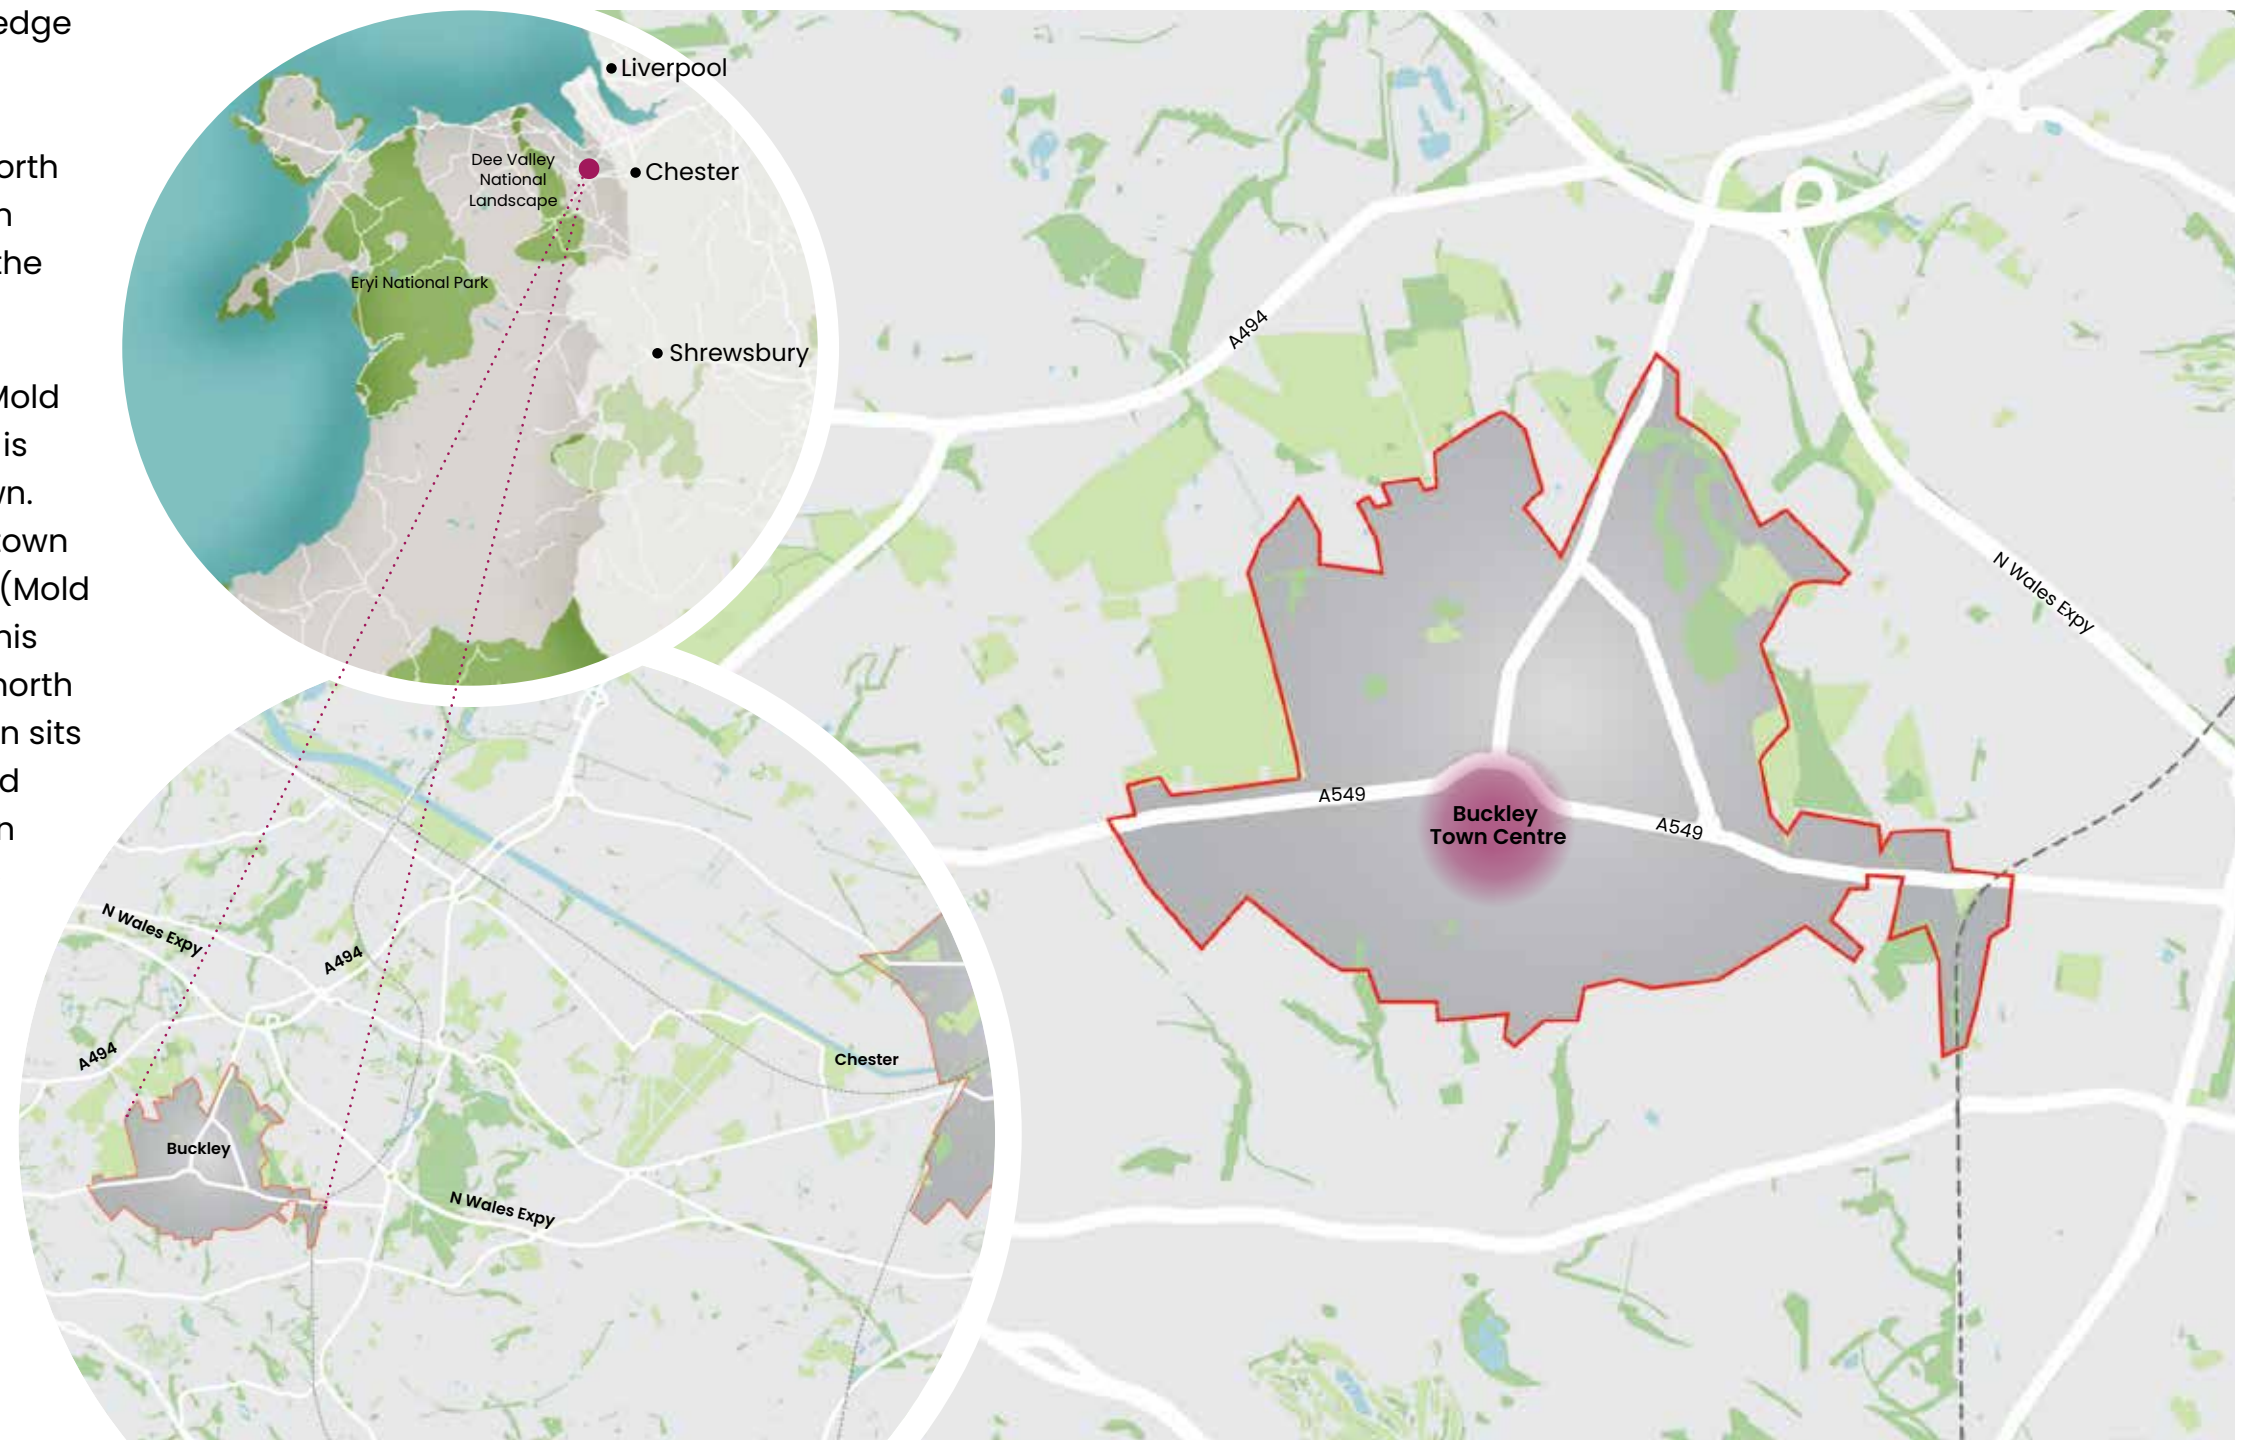 edge
orth
n
the
Mold
is
wn.
town
(Mold
his
north
n sits
d
n
Liverpool
Chester
Shrewsbury
Dee Valley
National
Landscape
Eryi National Park
N Wales Expy
A494
A494
Buckley
N Wales Expy
Chester
A494
N Wales Expy
A549
Buckley
Town Centre
A549